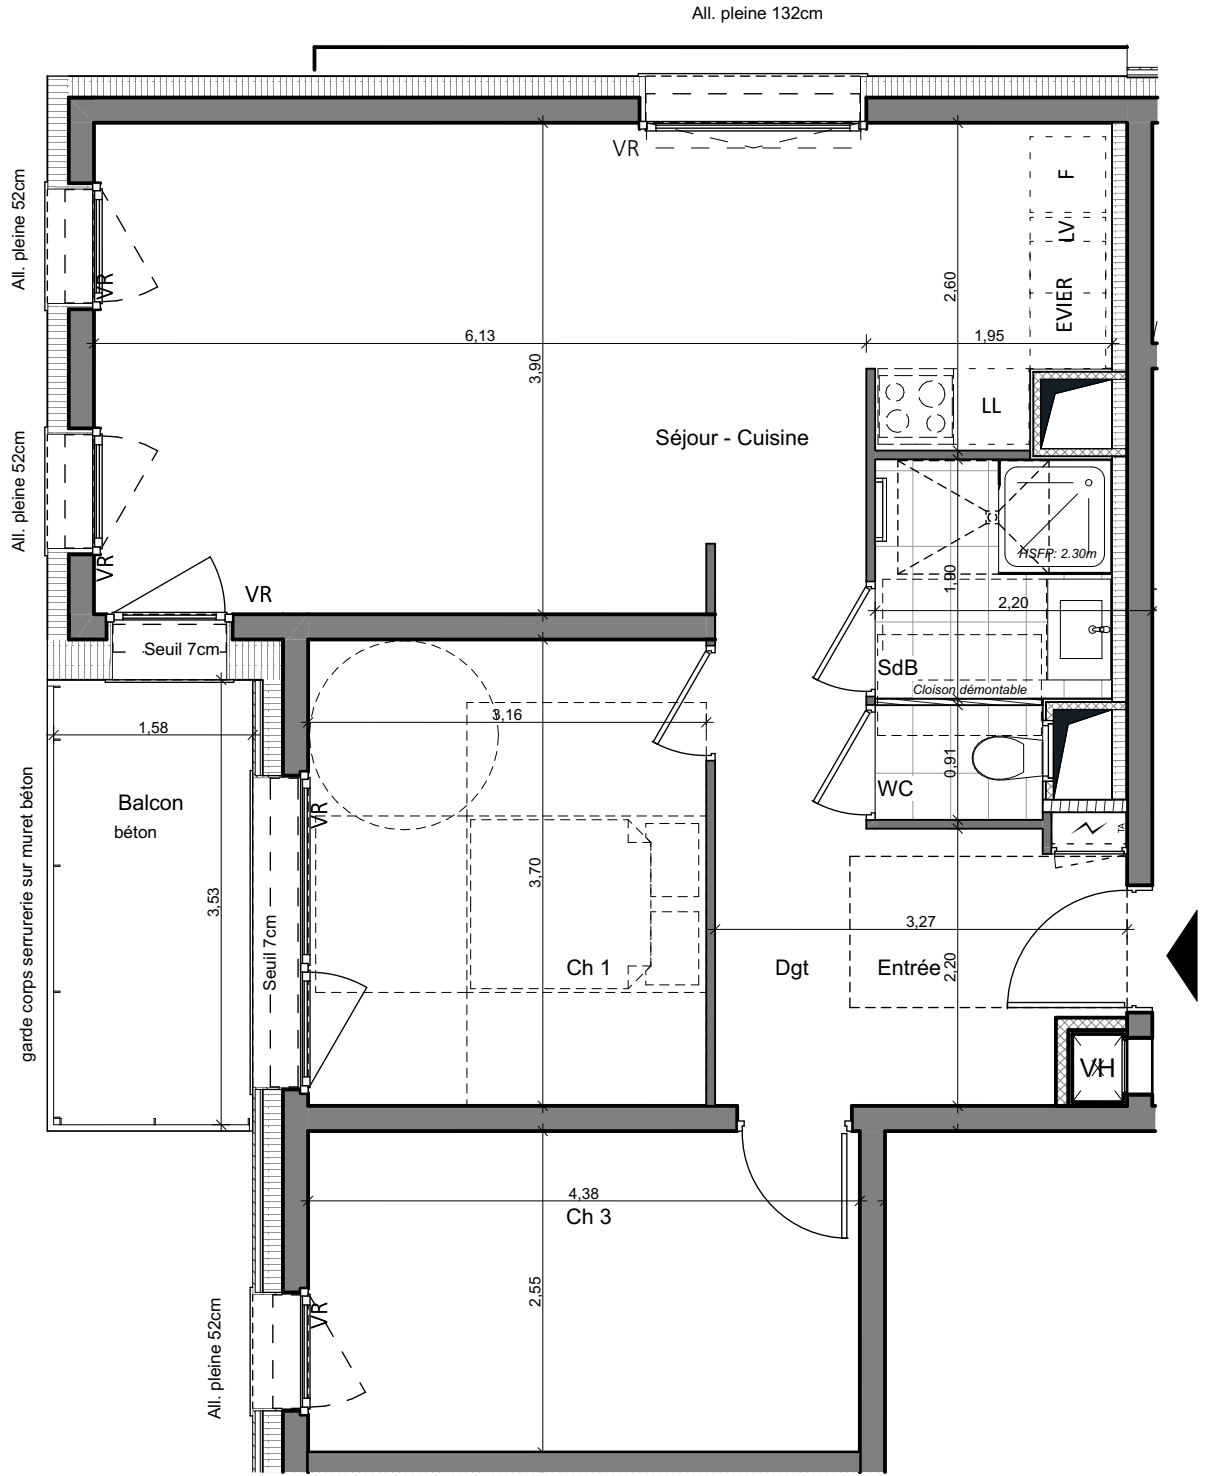 All. pleine 132cm
VR
F
LV
EVIER
All. pleine 52cm
VR
2,60
6,13
1,95
3,90
LL
Séjour - Cuisine
All. pleine 52cm
VR
HSFP: 2.30m
1,90
VR
2,20
Seuil 7cm
SdB
Cloison démontable
3,16
1,58
0,91
WC
VR
Balcon
béton
TA
garde corps serrurerie sur muret béton
3,70
3,53
3,27
Seuil 7cm
Ch 1
Dgt
Entrée
2,20
VH
4,38
Ch 3
2,55
VR
All. pleine 52cm